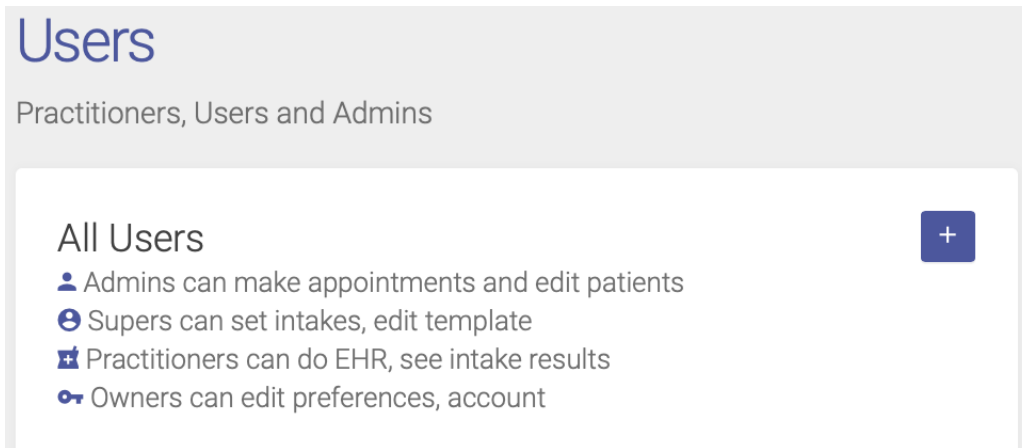 Users
Practitioners, Users and Admins
All Users
+
Admins can make appointments and edit patients
Supers can set intakes, edit template
Practitioners can do EHR, see intake results
Owners can edit preferences, account